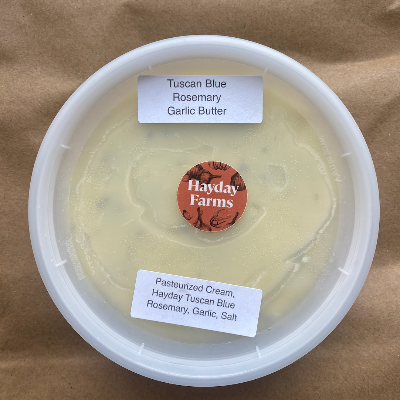 Tuscan Blue
Rosemary
Garlic Butter
Hayday
Farms
Pasteurized Cream,
Hayday Tuscan Blue
Rosemary, Garlic, Salt